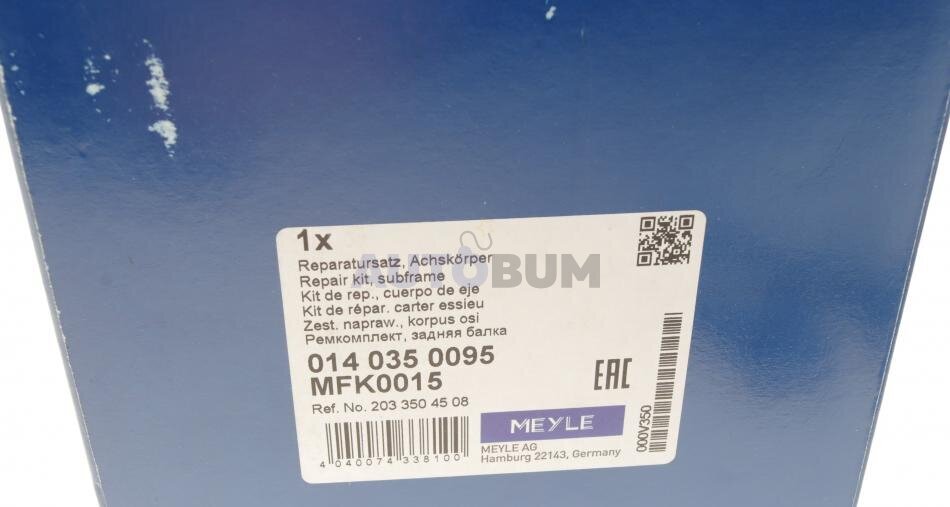 1x
Reparatursatz, Achskörper
AUTOBUM
Repair kit, subframe
Kit de rep., cuerpo de eje
Kit de répar. carter essieu
Zest. napraw., korpus osi
Ремкомплект, задняя балка
014 035 0095
MFK0015
EAC
Ref. No. 203 350 45 08
MEYLE
4 040074 338100
MEYLE AG
Hamburg 22143, Germany
000V350